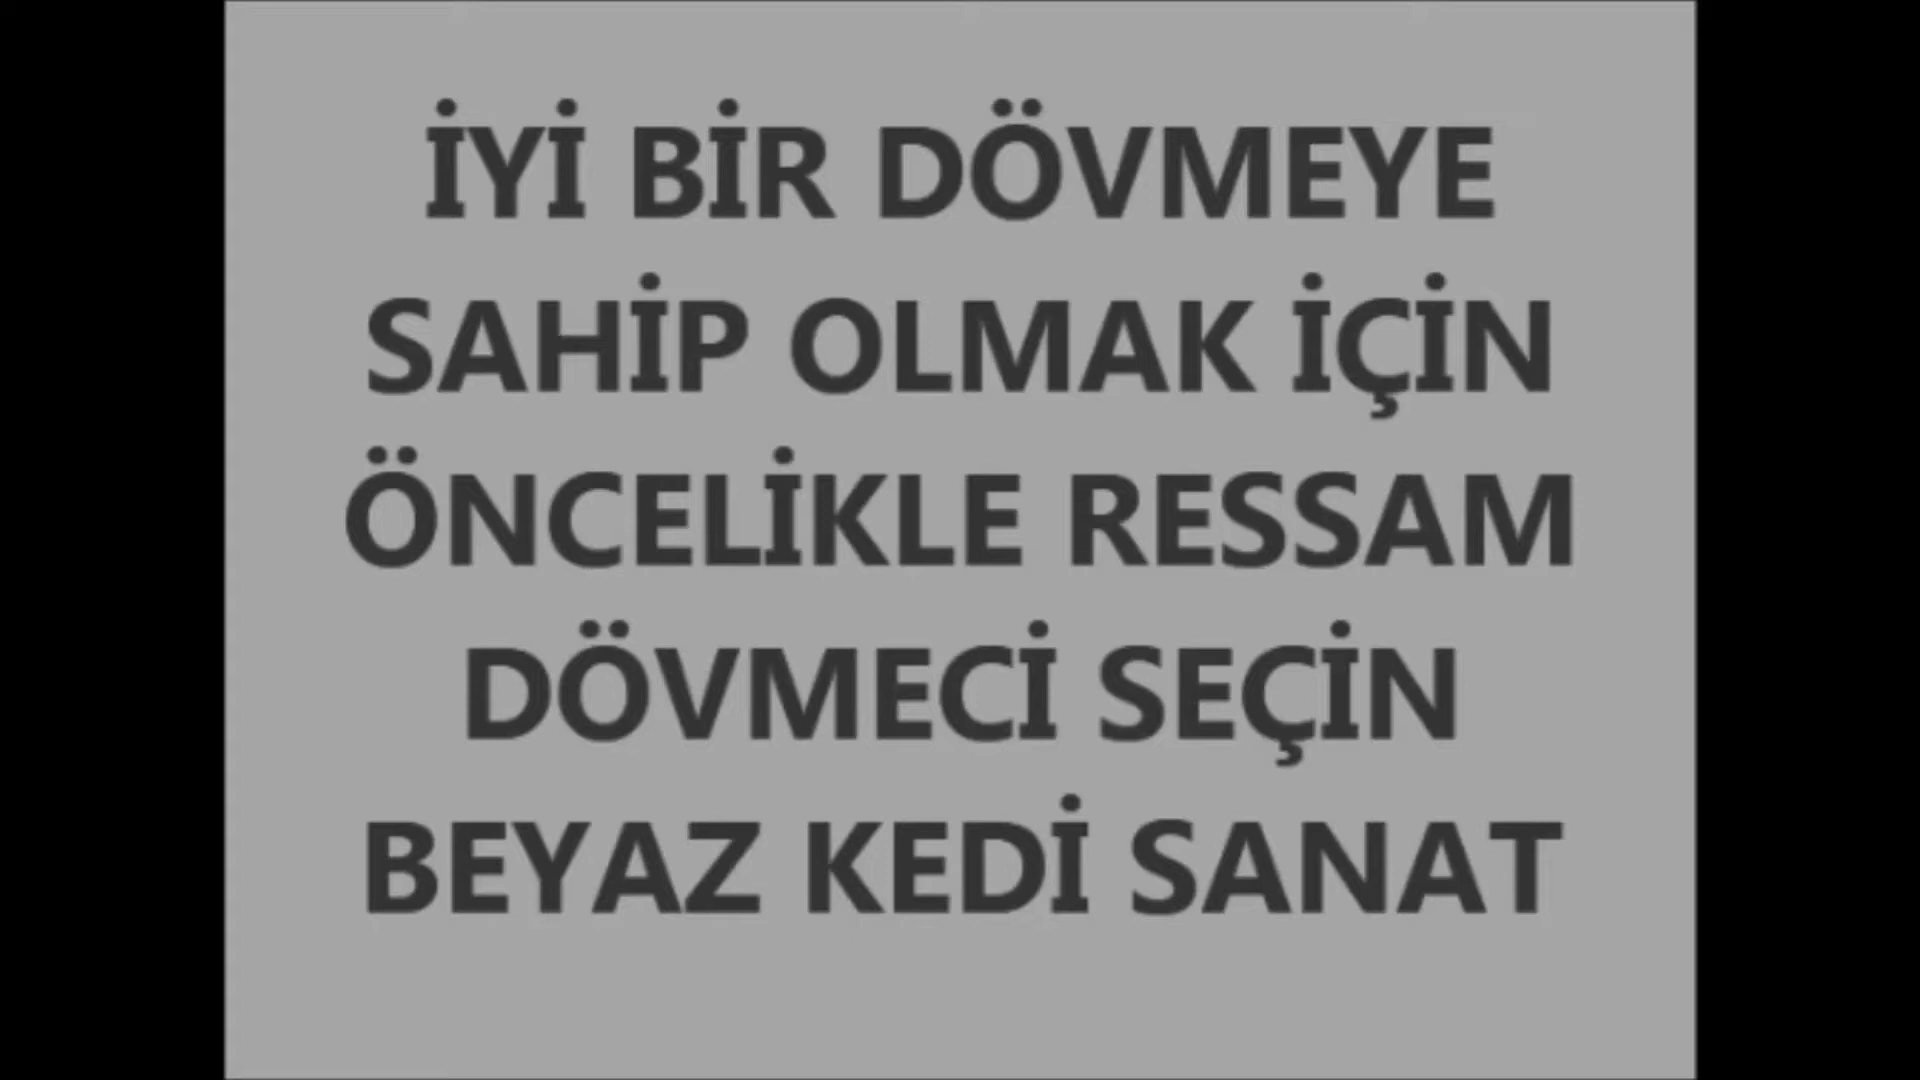 İYİ BİR DÖVMEYE
SAHİP OLMAK İÇİN
ÖNCELİKLE RESSAM
DÖVMECİ SEÇİN
BEYAZ KEDİ SANAT